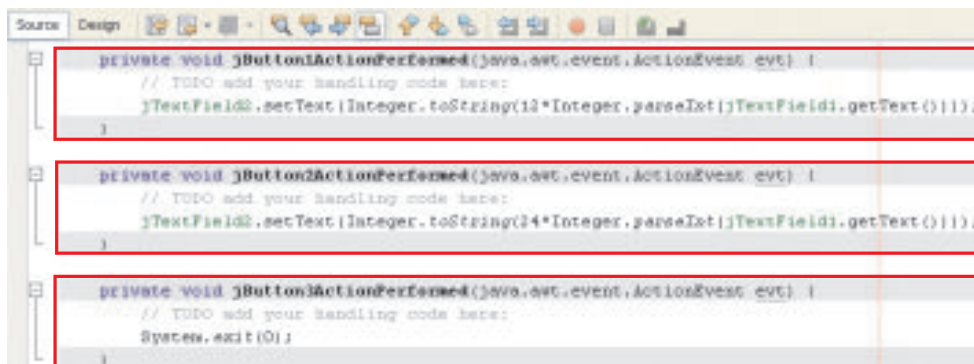 Source Design
private void jButton1ActionPerformed(java.awt.event.ActionEvent evt) {
// TODO add your handling code here:
jTextField2.setText(Integer.toString(12*Integer.parseInt(jTextField1.getText())));
}
private void jButton2ActionPerformed(java.awt.event.ActionEvent evt) {
// TODO add your handling code here:
jTextField2.setText(Integer.toString(24*Integer.parseInt(jTextField1.getText())));
}
private void jButton3ActionPerformed(java.awt.event.ActionEvent evt) {
// TODO add your handling code here:
System.exit(0);
}